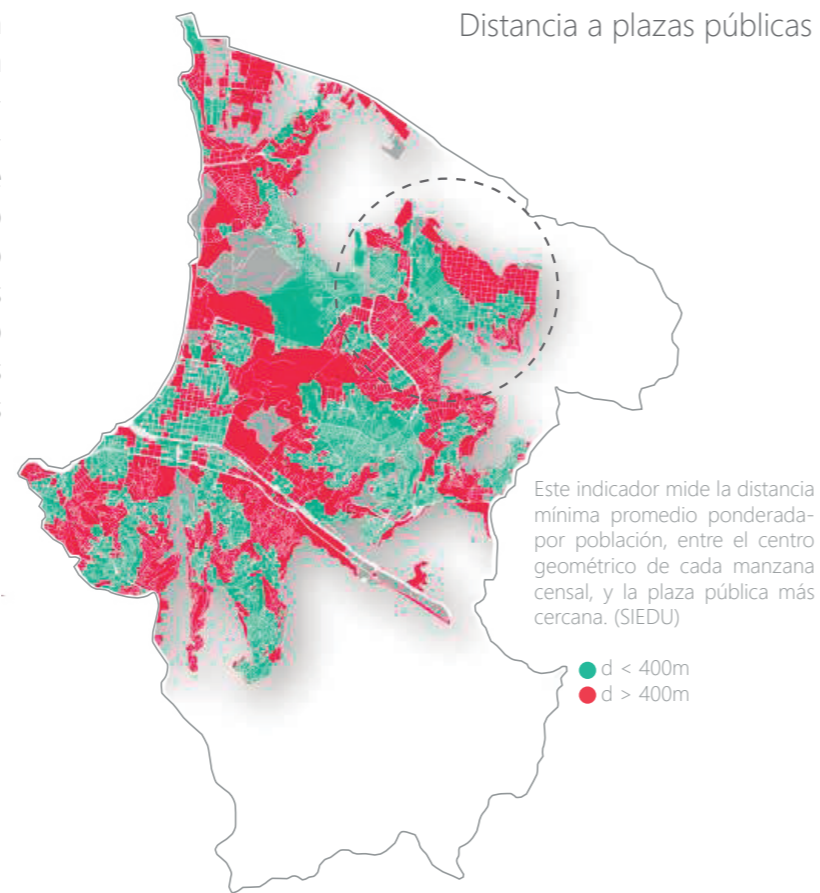 Distancia a plazas públicas
Este indicador mide la distancia
mínima promedio ponderada-
por población, entre el centro
geométrico de cada manzana
censal, y la plaza pública más
cercana. (SIEDU)
d < 400m
d > 400m